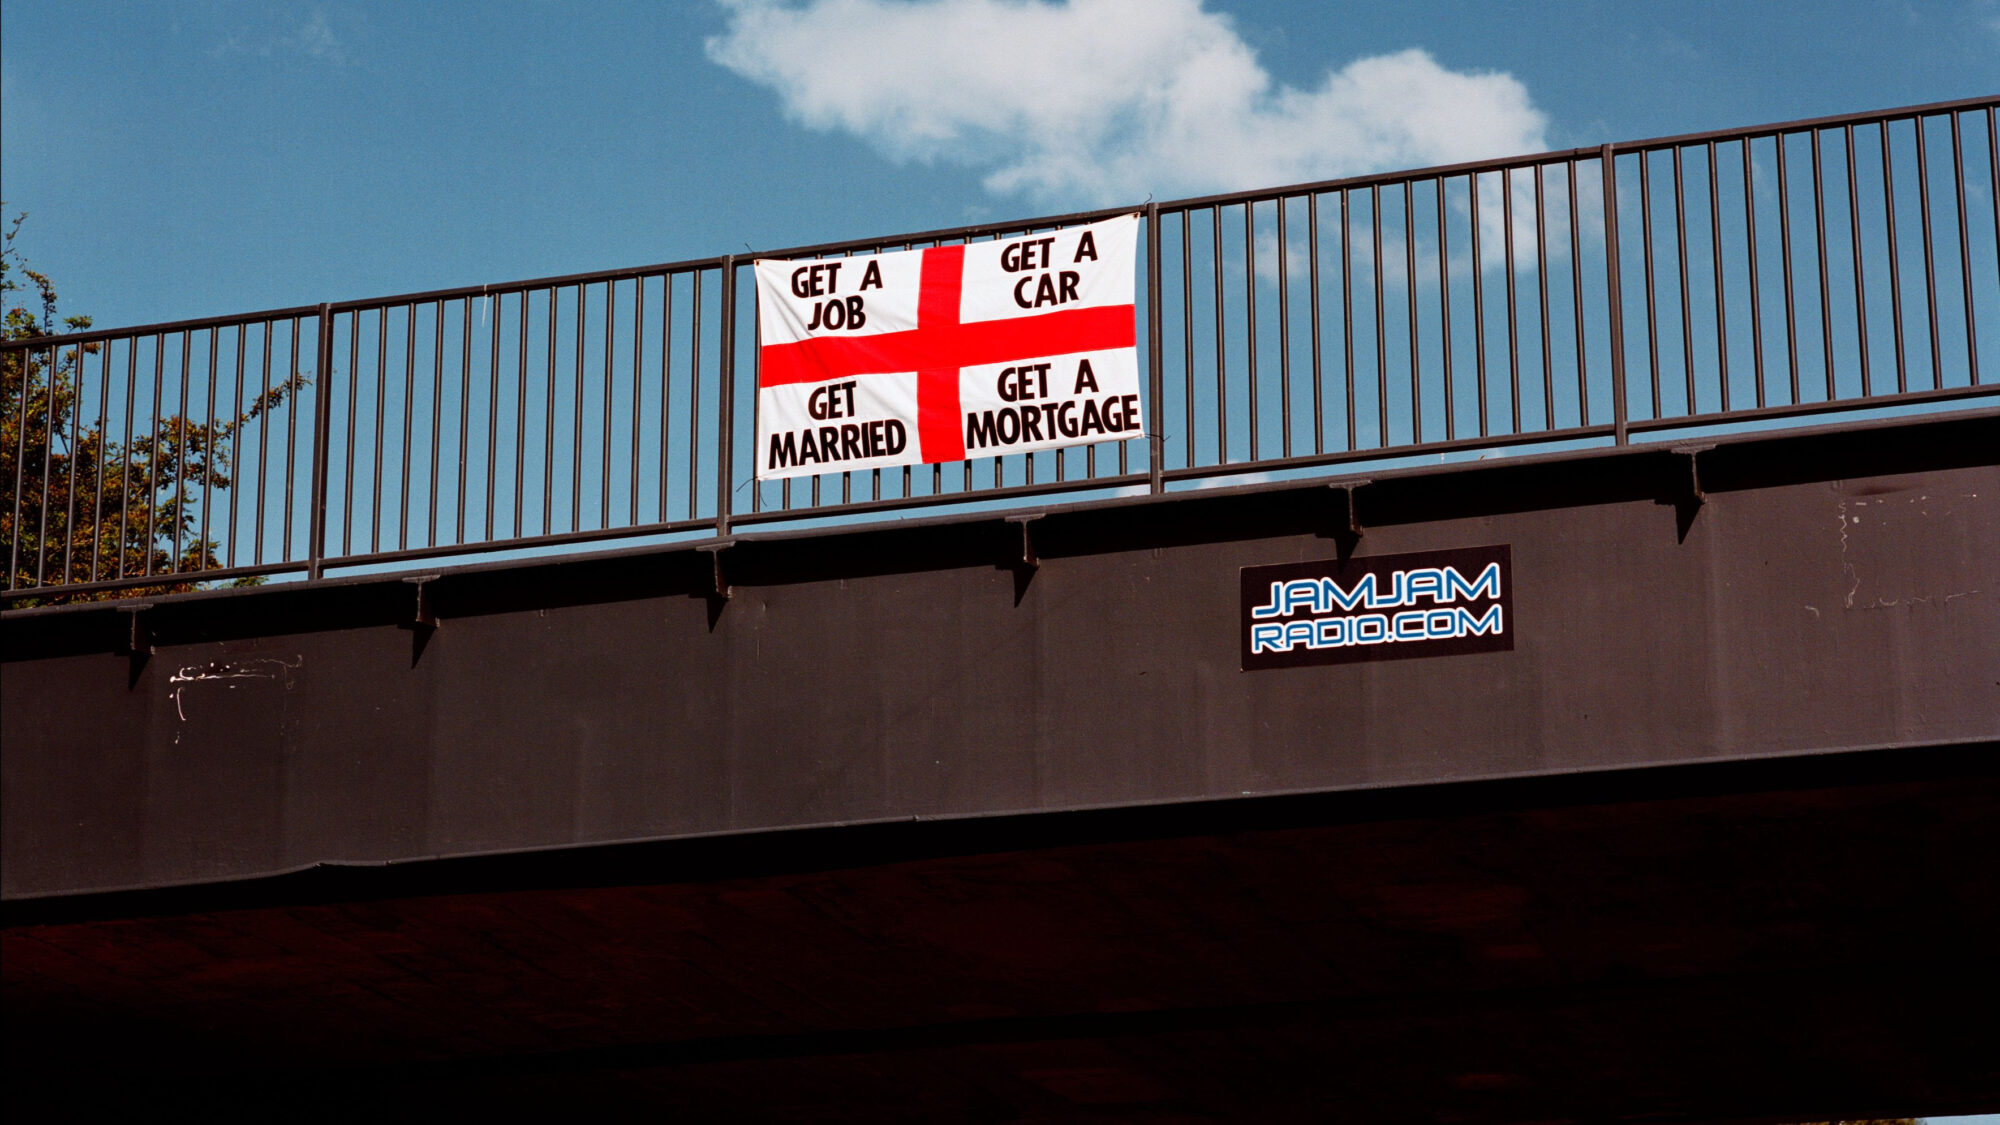 GET A
JOB
GET A
CAR
GET
MARRIED
GET A
MORTGAGE
JAMJAM
RADIO.COM